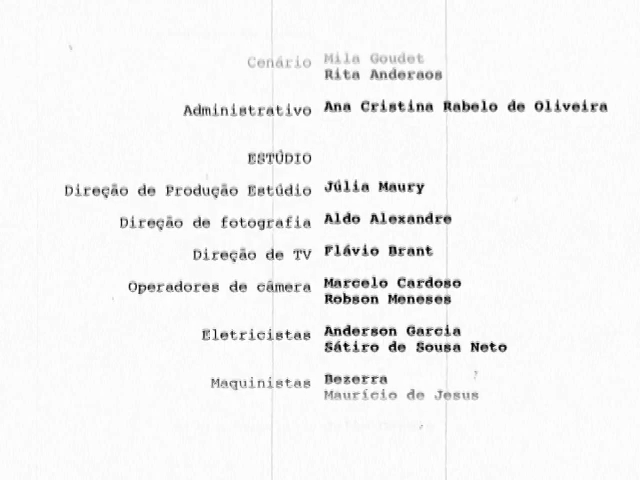 Cenário Mila Goudet
Rita Anderaos
Administrativo Ana Cristina Rabelo de Oliveira
ESTÚDIO
Direção de Produção Estúdio Júlia Maury
Direção de fotografia Aldo Alexandre
Direção de TV Flávio Brant
Operadores de câmera Marcelo Cardoso
Robson Meneses
Eletricistas Anderson Garcia
Sátiro de Sousa Neto
Maquinistas Bezerra
Maurício de Jesus